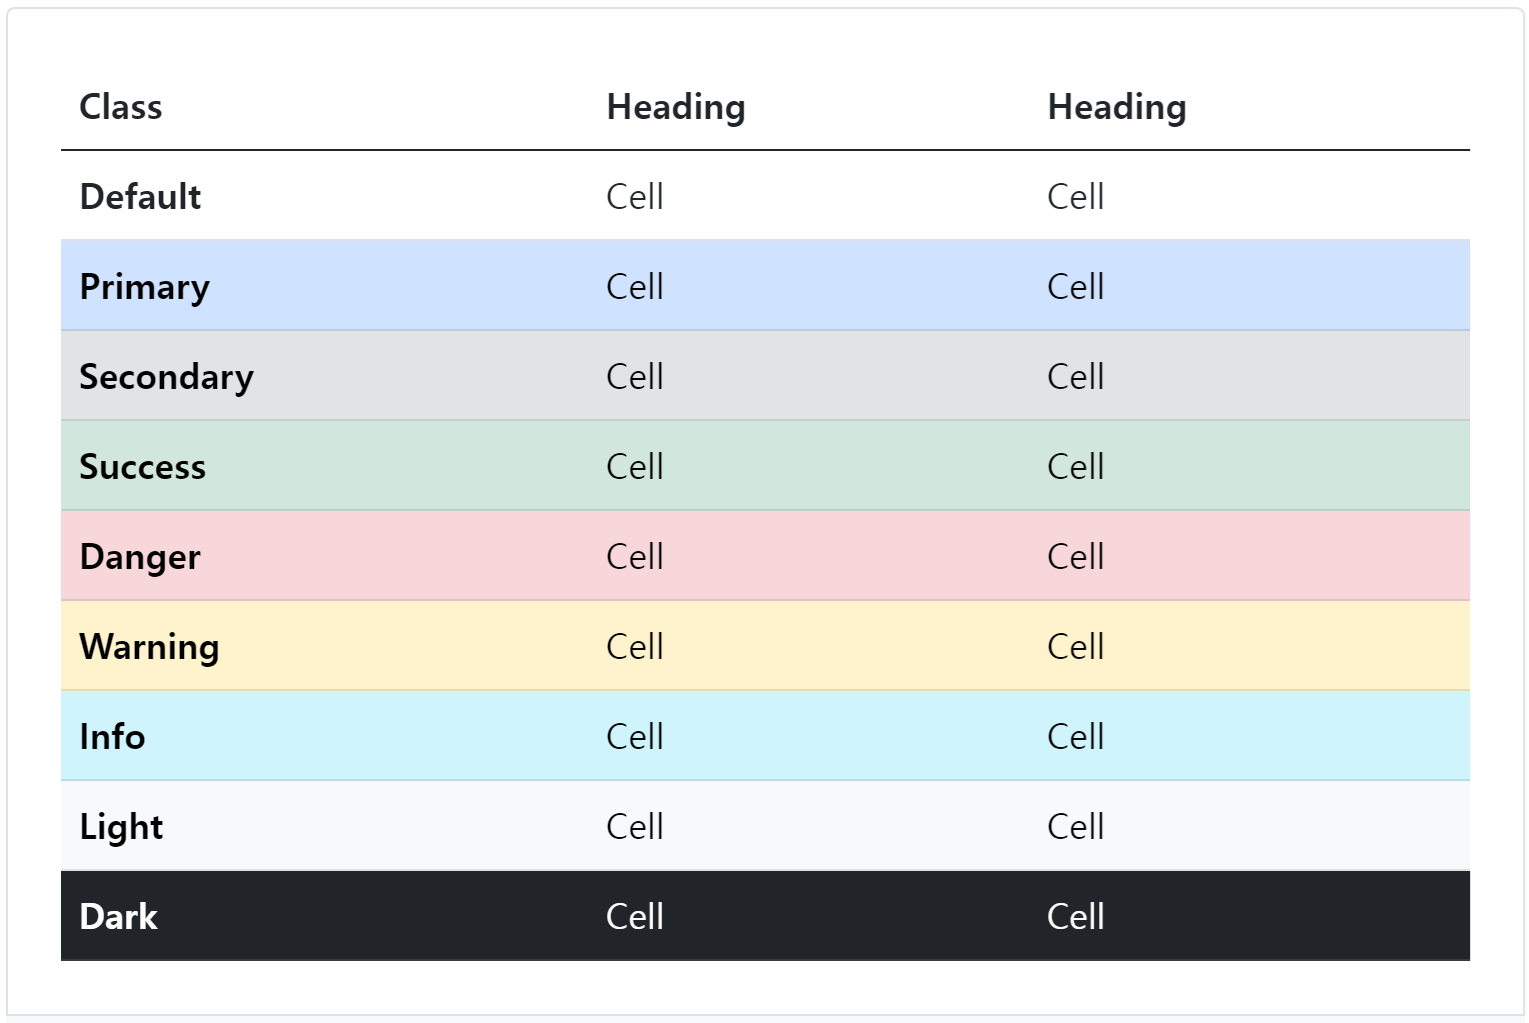 Class Heading Heading
Default Cell Cell
Primary Cell Cell
Secondary Cell Cell
Success Cell Cell
Danger Cell Cell
Warning Cell Cell
Info Cell Cell
Light Cell Cell
Dark Cell Cell